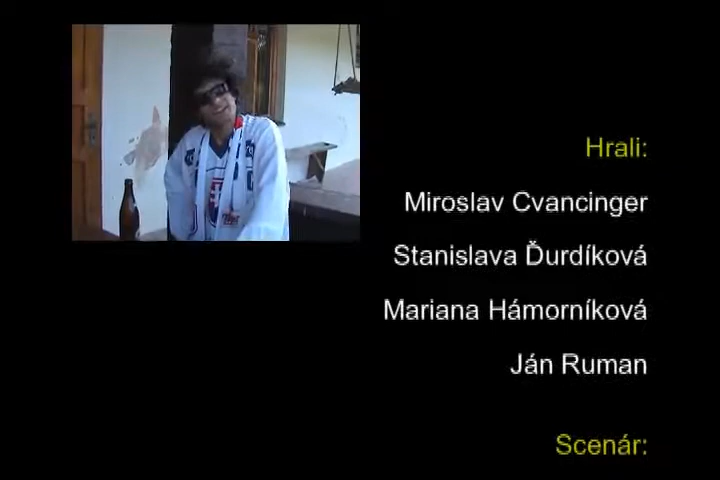 Hrali:
Miroslav Cvancinger
Stanislava Ďurdíková
Mariana Hámorníková
Ján Ruman
Scenár: